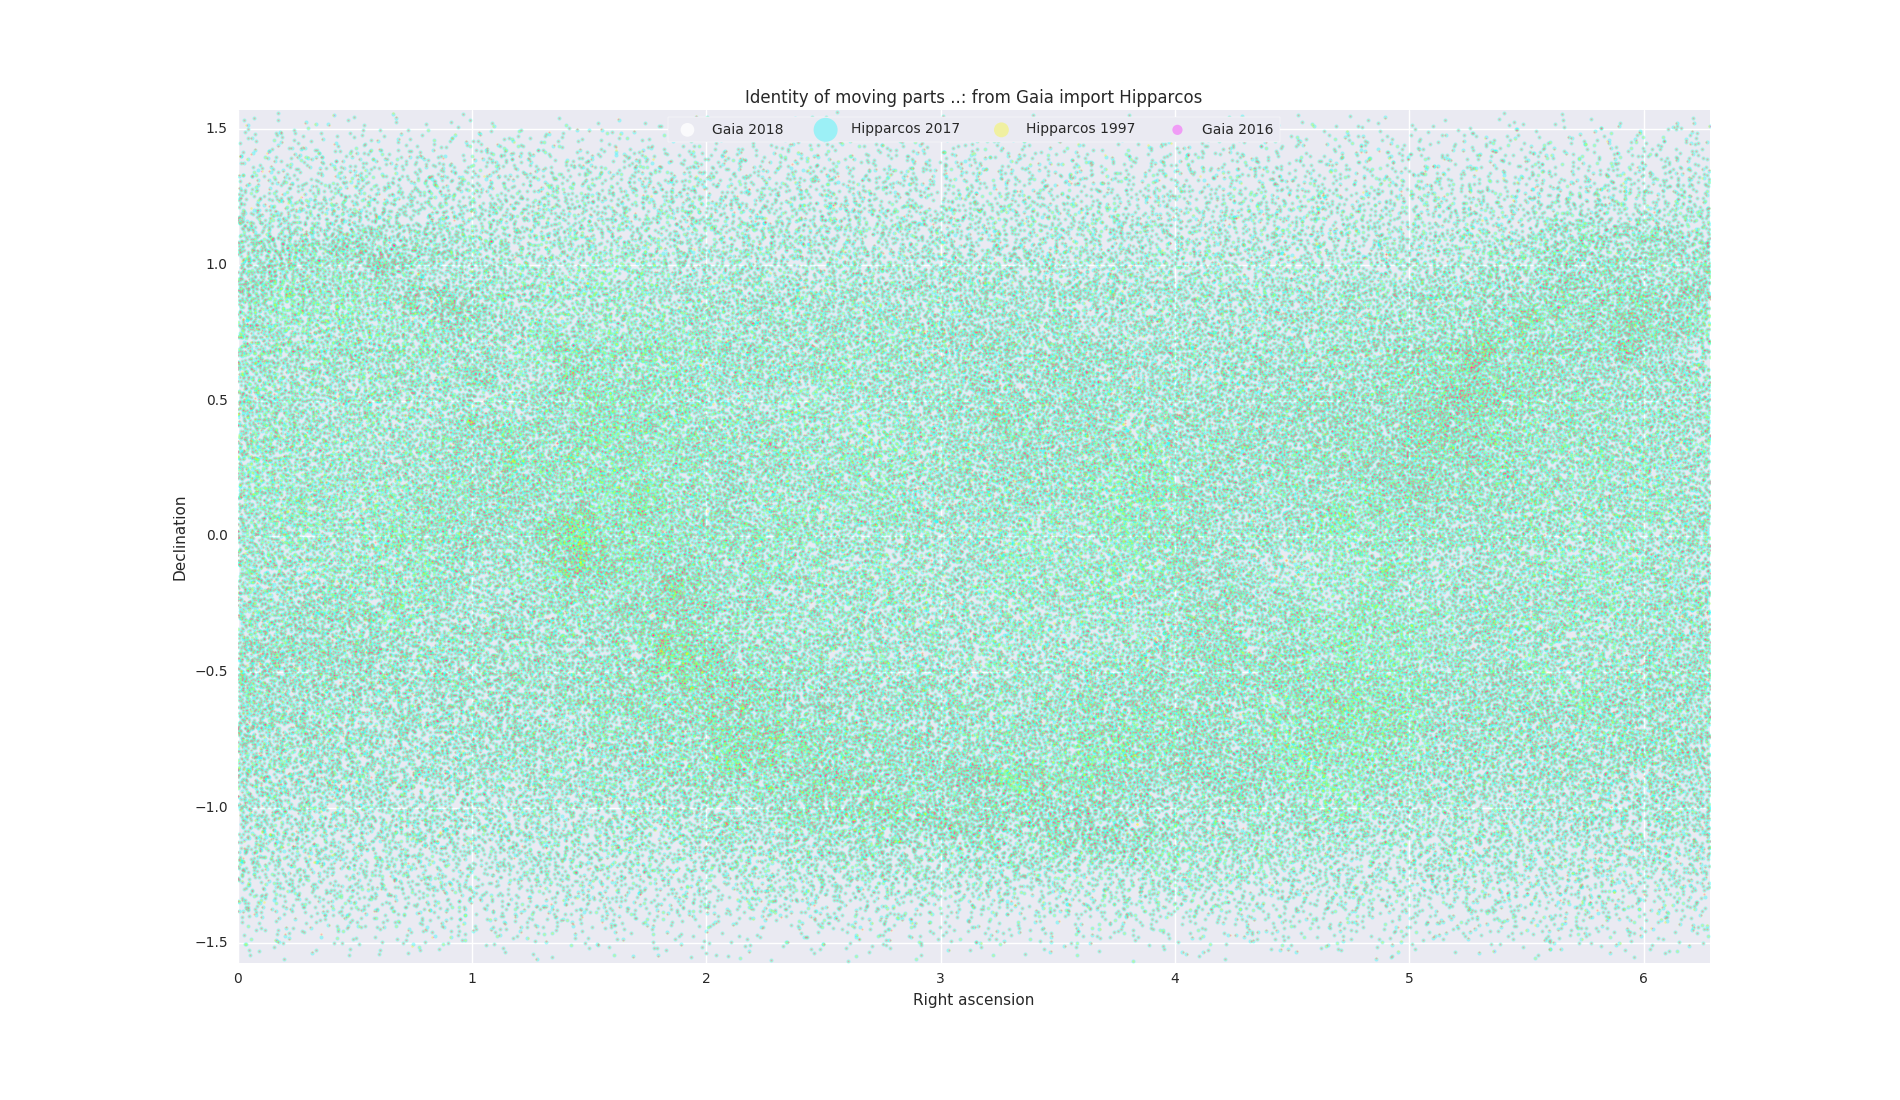 Identity of moving parts ..: from Gaia import Hipparcos
Gaia 2018 Hipparcos 2017 Hipparcos 1997 Gaia 2016
1.5
1.0
0.5
0.0
−0.5
−1.0
−1.5
Declination
0 1 2 3 4 5 6
Right ascension